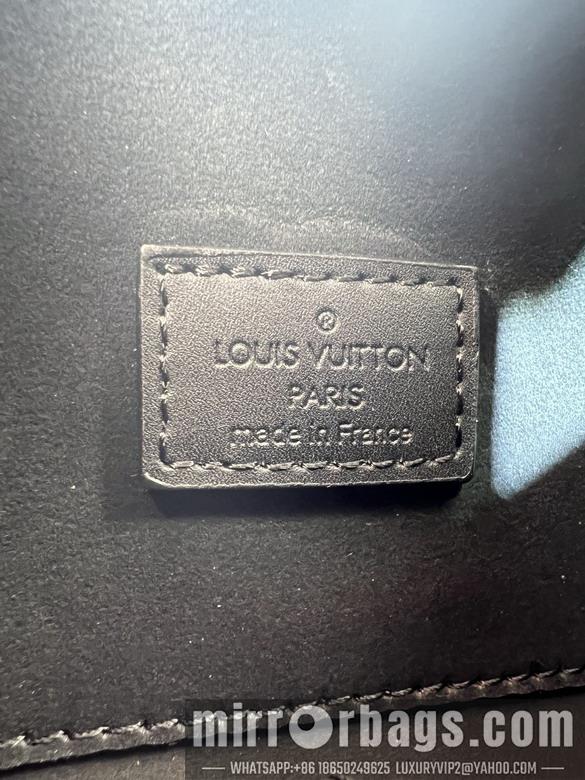 ®
LOUIS VUITTON
PARIS
made in France
mirrorbags.com
WHATSAPP:+86 18650249625 LUXURYVIP2@YAHOO.COM